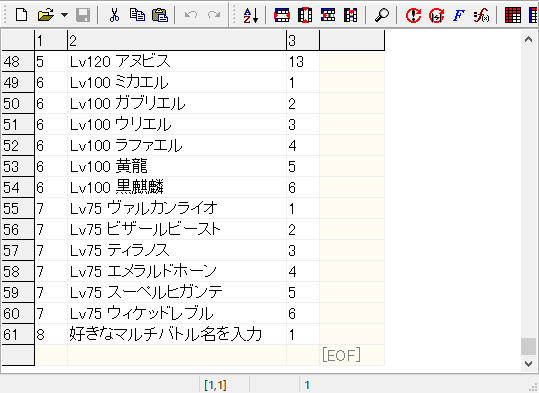 1 2 3
48 5 Lv120 アヌビス 13
49 6 Lv100 ミカエル 1
50 6 Lv100 ガブリエル 2
51 6 Lv100 ウリエル 3
52 6 Lv100 ラファエル 4
53 6 Lv100 黄龍 5
54 6 Lv100 黒麒麟 6
55 7 Lv75 ヴァルカンライオ 1
56 7 Lv75 ビザールビースト 2
57 7 Lv75 ティラノス 3
58 7 Lv75 エメラルドホーン 4
59 7 Lv75 スーペルヒガンテ 5
60 7 Lv75 ウィケッドレブル 6
61 8 好きなマルチバトル名を入力 1
[EOF]
[1,1] 1